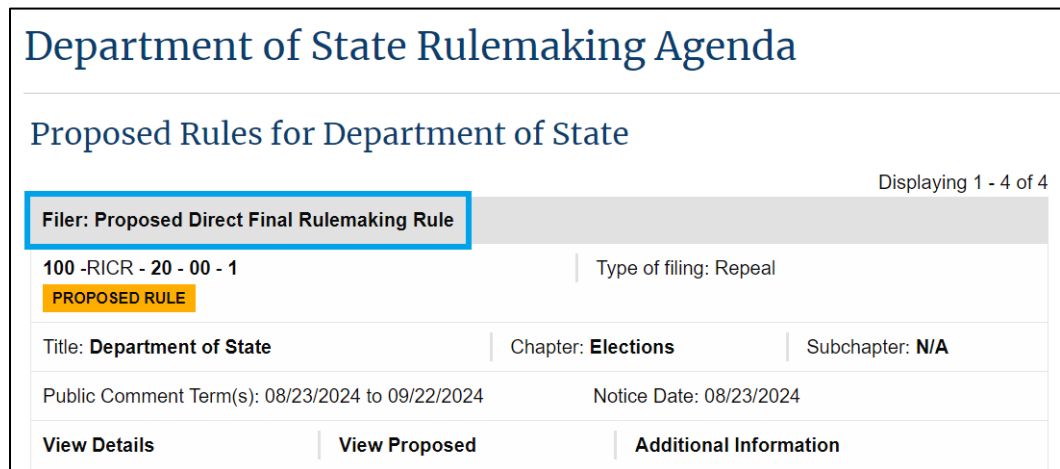 Department of State Rulemaking Agenda
Proposed Rules for Department of State
Displaying 1 - 4 of 4
Filer: Proposed Direct Final Rulemaking Rule
100 -RICR - 20 - 00 - 1 Type of filing: Repeal
PROPOSED RULE
Title: Department of State Chapter: Elections Subchapter: N/A
Public Comment Term(s): 08/23/2024 to 09/22/2024 Notice Date: 08/23/2024
View Details View Proposed Additional Information